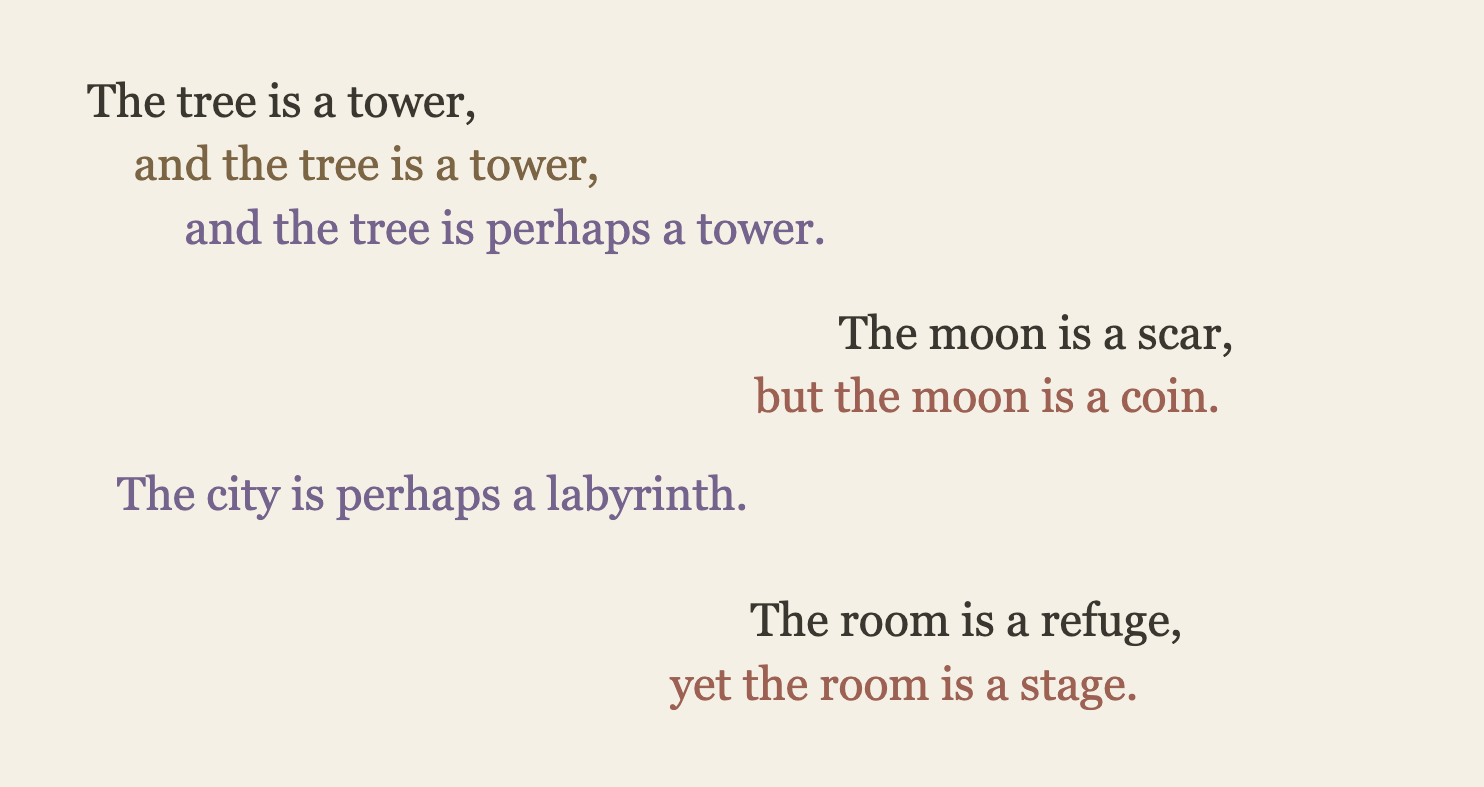 The tree is a tower,
and the tree is a tower,
and the tree is perhaps a tower.
The moon is a scar,
but the moon is a coin.
The city is perhaps a labyrinth.
The room is a refuge,
yet the room is a stage.